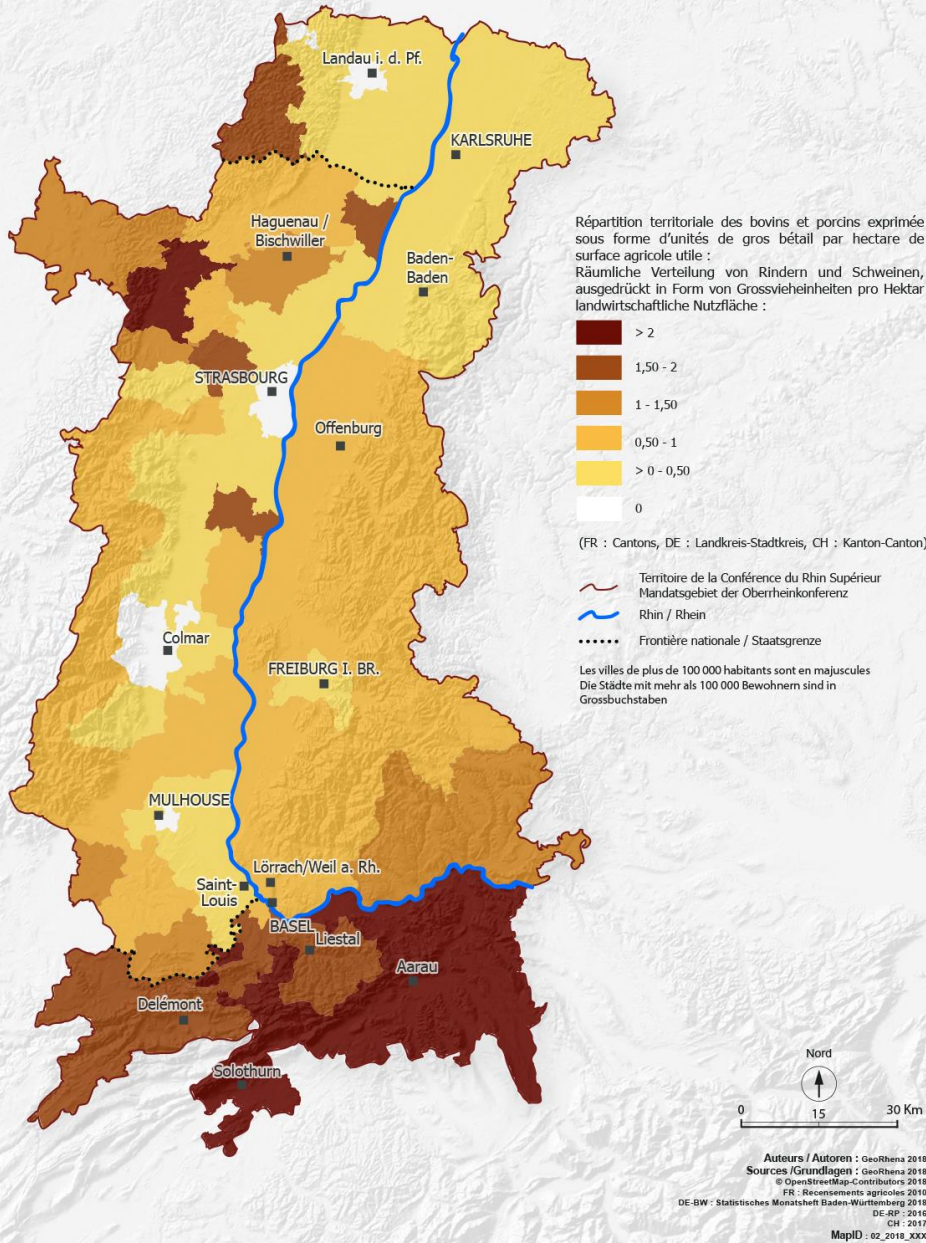 Landau i. d. Pf.
KARLSRUHE
Haguenau /
Bischwiller
Baden-
Baden
STRASBOURG
Offenburg
Colmar
FREIBURG I. BR.
MULHOUSE
Lörrach/Weil a. Rh.
Saint-
Louis
BASEL
Liestal
Aarau
Delémont
Solothurn
Répartition territoriale des bovins et porcins exprimée
sous forme d'unités de gros bétail par hectare de
surface agricole utile :
Räumliche Verteilung von Rindern und Schweinen,
ausgedrückt in Form von Grossvieheinheiten pro Hektar
landwirtschaftliche Nutzfläche :
> 2
1,50 - 2
1 - 1,50
0,50 - 1
> 0 - 0,50
0
(FR : Cantons, DE : Landkreis-Stadtkreis, CH : Kanton-Canton)
Territoire de la Conférence du Rhin Supérieur
Mandatsgebiet der Oberrheinkonferenz
Rhin / Rhein
Frontière nationale / Staatsgrenze
Les villes de plus de 100 000 habitants sont en majuscules
Die Städte mit mehr als 100 000 Bewohnern sind in
Grossbuchstaben
Nord
0 15 30 Km
Auteurs / Autoren : GeoRhena 2018
Sources /Grundlagen : GeoRhena 2018
© OpenStreetMap-Contributors 2018
FR : Recensements agricoles 2010
DE-BW : Statistisches Monatsheft Baden-Württemberg 2018
DE-RP : 2016
CH : 2017
MapID : 02_2018_XXX